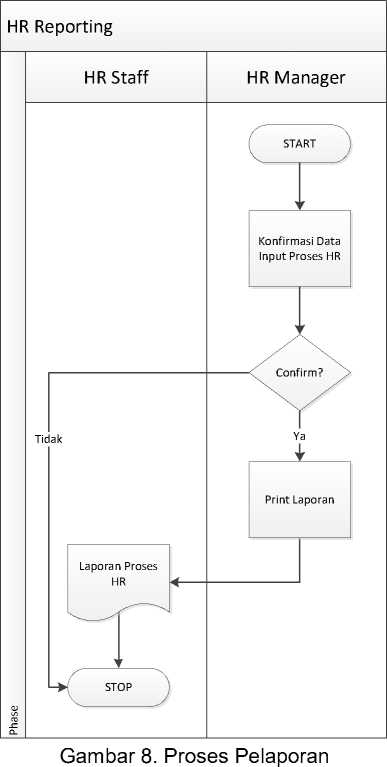 HR Reporting
HR Staff
HR Manager
START
Konfirmasi Data
Input Proses HR
Confirm?
Tidak
Ya
Print Laporan
Laporan Proses
HR
STOP
Phase
Gambar 8. Proses Pelaporan